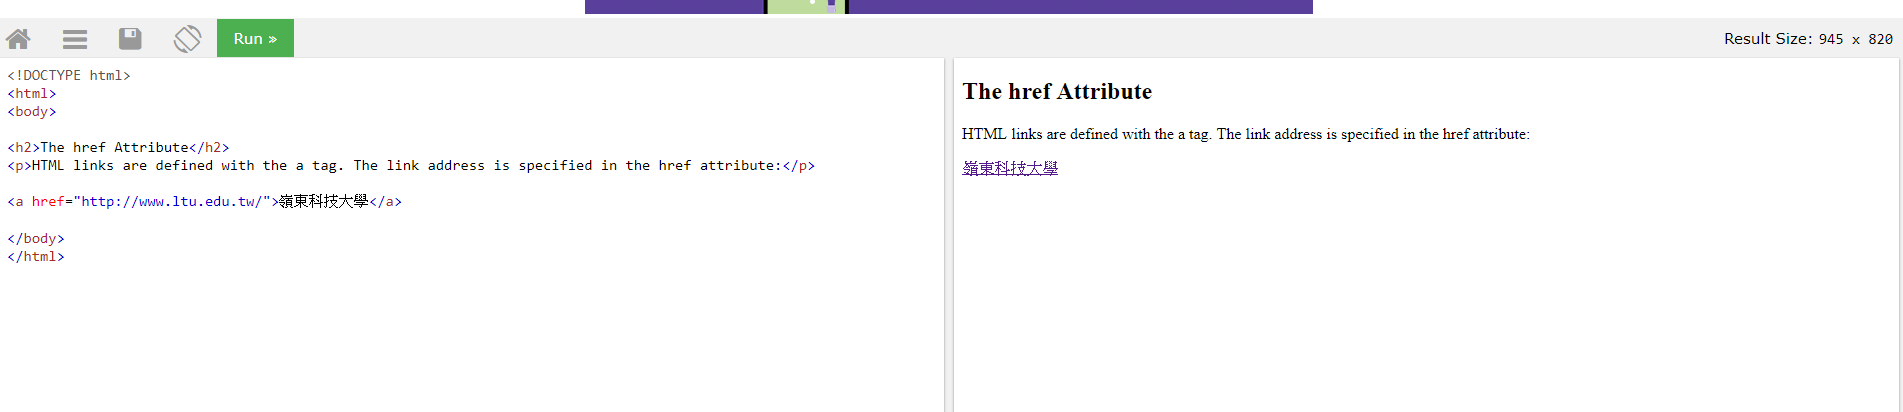 Run »
Result Size: 945 x 820
<!DOCTYPE html>
<html>
<body>
<h2>The href Attribute</h2>
<p>HTML links are defined with the a tag. The link address is specified in the href attribute:</p>
<a href="http://www.ltu.edu.tw/">嶺東科技大學</a>
</body>
</html>
The href Attribute
HTML links are defined with the a tag. The link address is specified in the href attribute:
嶺東科技大學